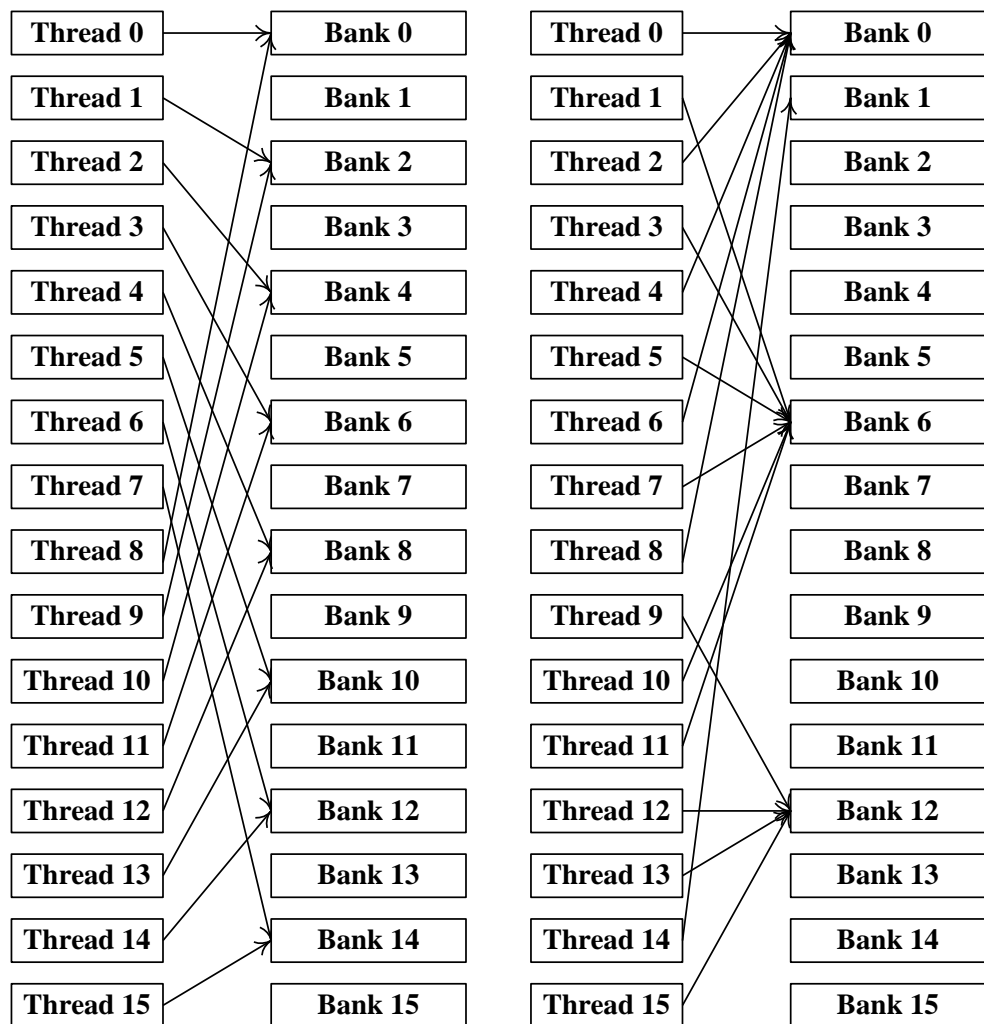 Thread 0 Bank 0 Thread 0 Bank 0
Thread 1 Bank 1 Thread 1 Bank 1
Thread 2 Bank 2 Thread 2 Bank 2
Thread 3 Bank 3 Thread 3 Bank 3
Thread 4 Bank 4 Thread 4 Bank 4
Thread 5 Bank 5 Thread 5 Bank 5
Thread 6 Bank 6 Thread 6 Bank 6
Thread 7 Bank 7 Thread 7 Bank 7
Thread 8 Bank 8 Thread 8 Bank 8
Thread 9 Bank 9 Thread 9 Bank 9
Thread 10 Bank 10 Thread 10 Bank 10
Thread 11 Bank 11 Thread 11 Bank 11
Thread 12 Bank 12 Thread 12 Bank 12
Thread 13 Bank 13 Thread 13 Bank 13
Thread 14 Bank 14 Thread 14 Bank 14
Thread 15 Bank 15 Thread 15 Bank 15